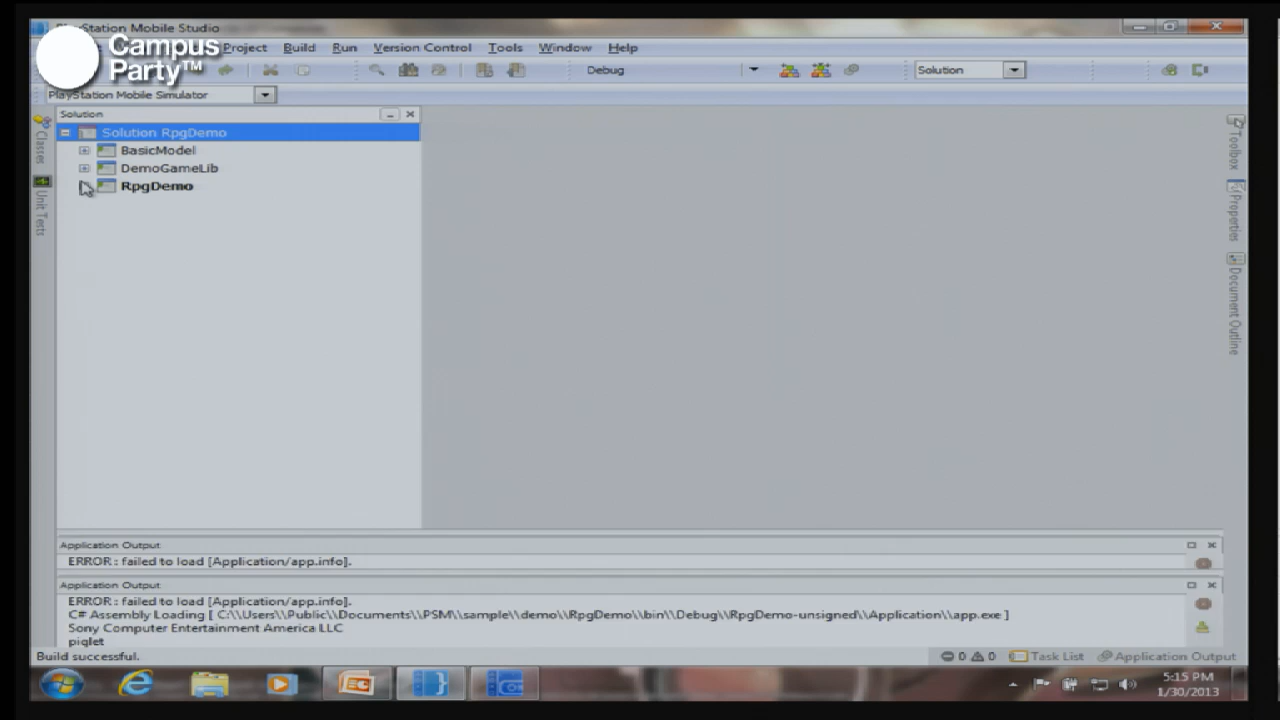 PlayStation Mobile Studio
Campus
Party™
Project Build Run Version Control Tools Window Help
Debug
Solution
PlayStation Mobile Simulator
Solution
Classes
Unit Tests
Solution RpgDemo
BasicModel
DemoGameLib
RpgDemo
Toolbox
Properties
Document Outline
Application Output
ERROR : failed to load [Application/app.info].
Application Output
ERROR : failed to load [Application/app.info].
C# Assembly Loading [ C:\\Users\\Public\\Documents\\PSM\\sample\\demo\\RpgDemo\\bin\\Debug\\RpgDemo-unsigned\\Application\\app.exe ]
Sony Computer Entertainment America LLC
piglet
Build successful.
0 0 Task List Application Output
5:15 PM
1/30/2013